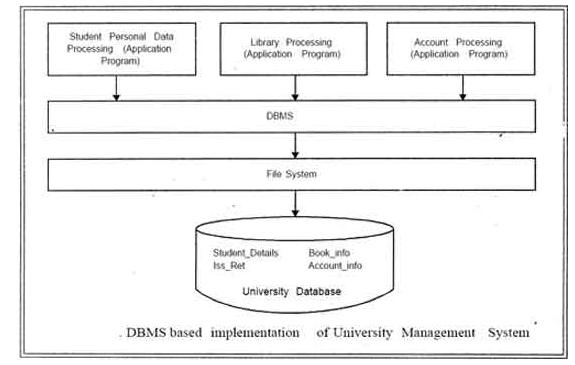 Student Personal Data
Processing (Application
Program)
Library Processing
(Application Program)
Account Processing
(Application Program)
DBMS
File System
Student_Details Book_info
Iss_Ret Account_info
University Database
. DBMS based implementation of University Management System